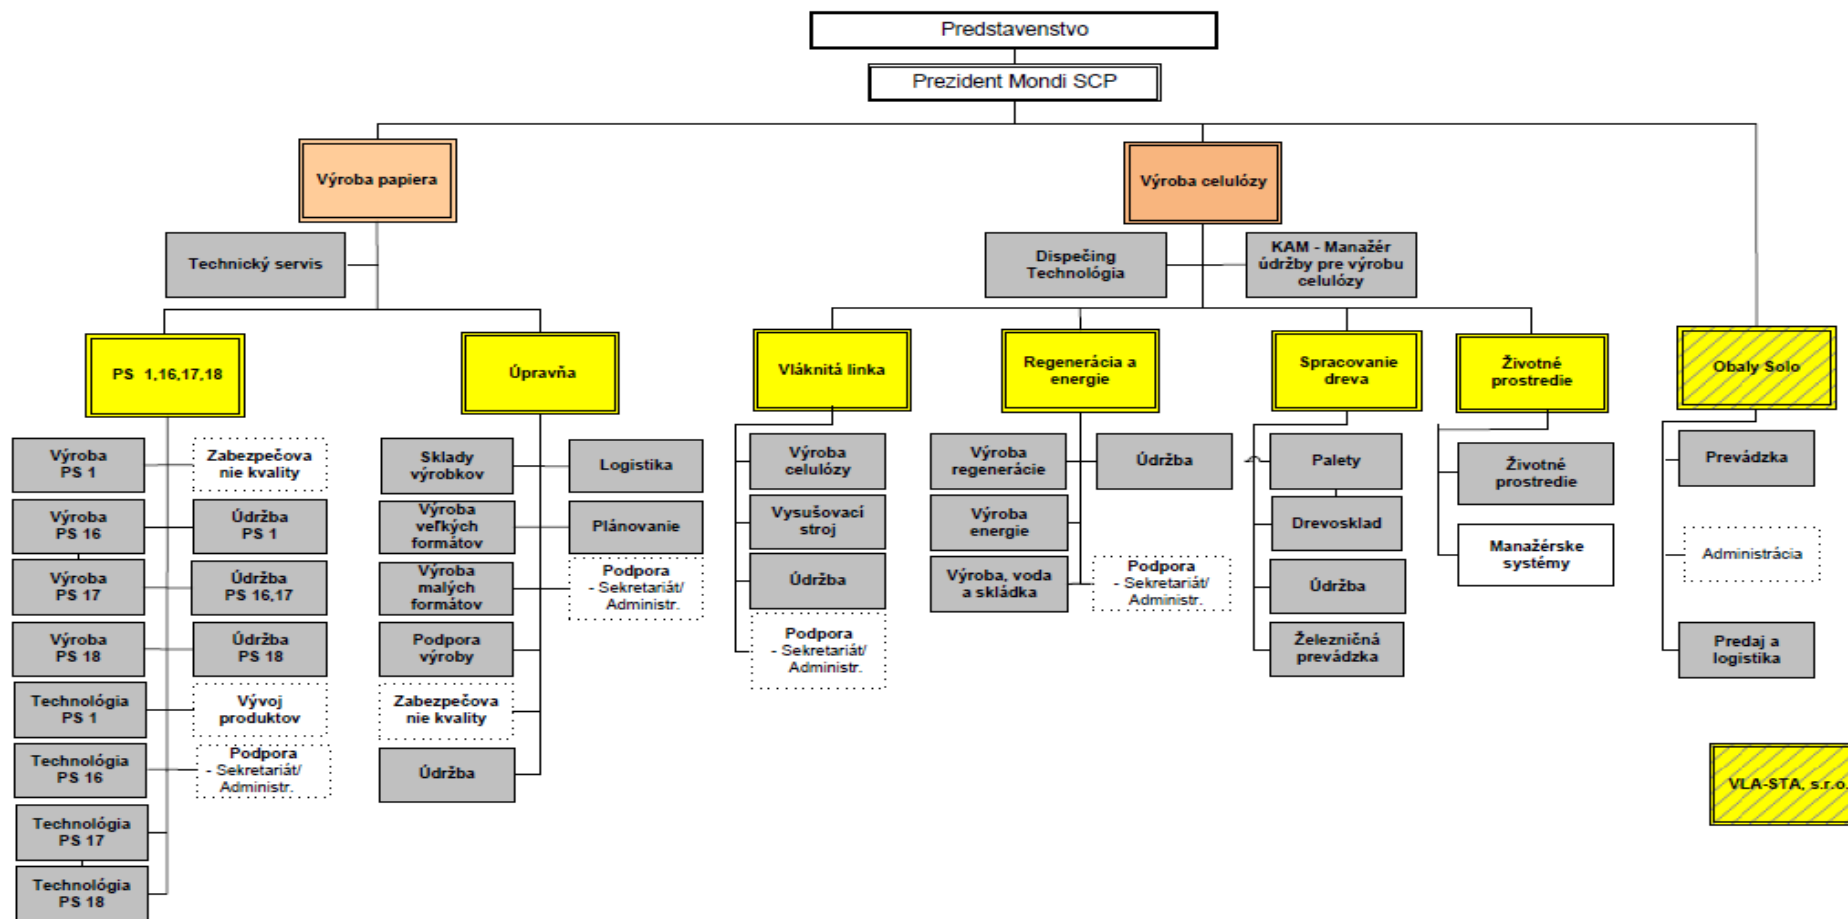 Predstavenstvo
Prezident Mondi SCP
Výroba papiera
Výroba celulózy
Technický servis
Dispečing
Technológia
KAM - Manažér
údržby pre výrobu
celulózy
PS 1,16,17,18
Úpravňa
Vláknitá linka
Regenerácia a
energie
Spracovanie
dreva
Životné
prostredie
Obaly Solo
Výroba
PS 1
Zabezpečova
nie kvality
Výroba
PS 16
Údržba
PS 1
Výroba
PS 17
Údržba
PS 16,17
Výroba
PS 18
Údržba
PS 18
Technológia
PS 1
Vývoj
produktov
Technológia
PS 16
Podpora
- Sekretariát/
Administr.
Technológia
PS 17
Technológia
PS 18
Sklady
výrobkov
Logistika
Výroba
veľkých
formátov
Plánovanie
Výroba
malých
formátov
Podpora
- Sekretariát/
Administr.
Podpora
výroby
Zabezpečova
nie kvality
Údržba
Výroba
celulózy
Vysušovací
stroj
Údržba
Podpora
- Sekretariát/
Administr.
Výroba
regenerácie
Údržba
Výroba
energie
Výroba, voda
a skládka
Podpora
- Sekretariát/
Administr.
Palety
Drevosklad
Údržba
Železničná
prevádzka
Životné
prostredie
Manažérske
systémy
Prevádzka
Administrácia
Predaj a
logistika
VLA-STA, s.r.o.